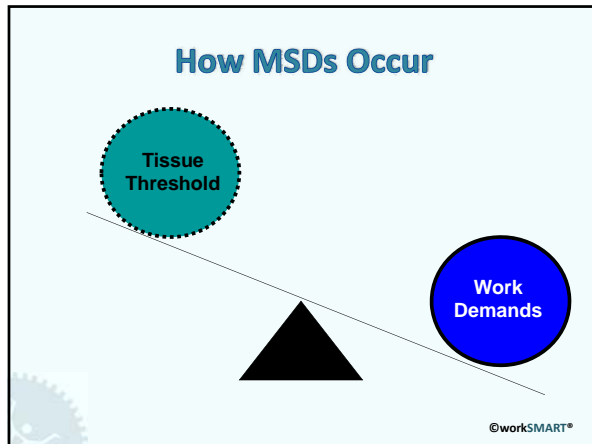 How MSDs Occur
Tissue
Threshold
Work
Demands
©workSMART®